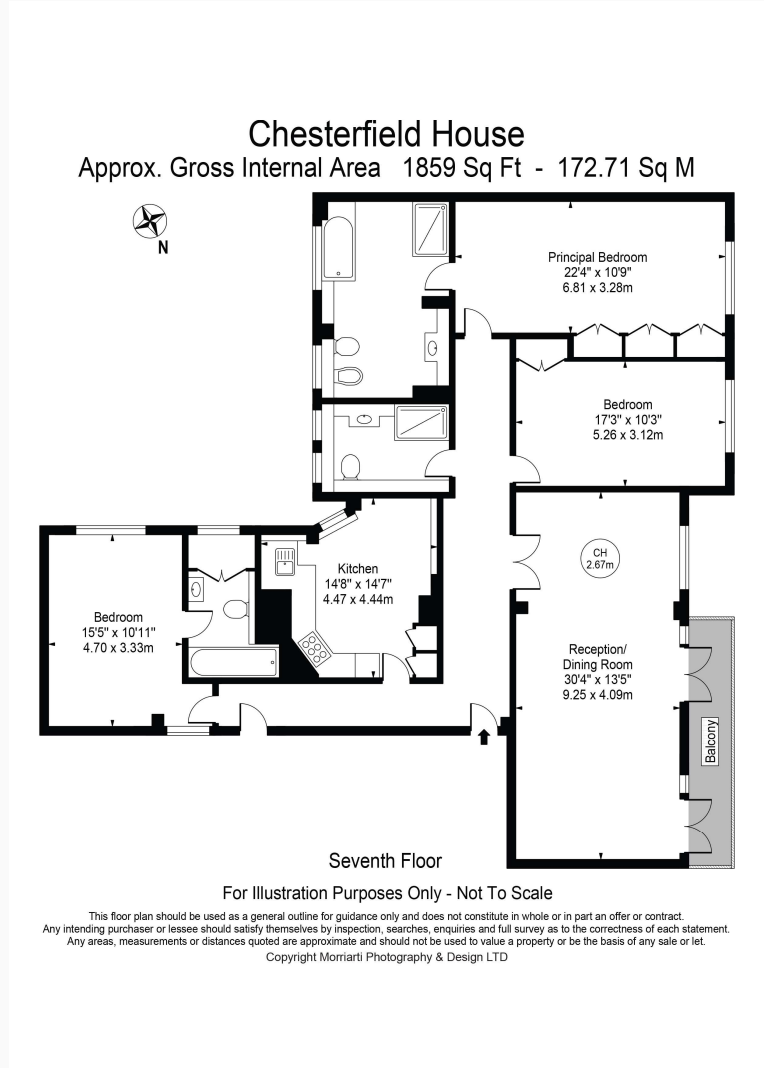 Chesterfield House
Approx. Gross Internal Area 1859 Sq Ft - 172.71 Sq M
N
Principal Bedroom
22'4" x 10'9"
6.81 x 3.28m
Bedroom
17'3" x 10'3"
5.26 x 3.12m
Kitchen
14'8" x 14'7"
4.47 x 4.44m
CH
2.67m
Bedroom
15'5" x 10'11"
4.70 x 3.33m
Reception/
Dining Room
30'4" x 13'5"
9.25 x 4.09m
Balcony
Seventh Floor
For Illustration Purposes Only - Not To Scale
This floor plan should be used as a general outline for guidance only and does not constitute in whole or in part an offer or contract.
Any intending purchaser or lessee should satisfy themselves by inspection, searches, enquiries and full survey as to the correctness of each statement.
Any areas, measurements or distances quoted are approximate and should not be used to value a property or be the basis of any sale or let.
Copyright Morriarti Photography & Design LTD